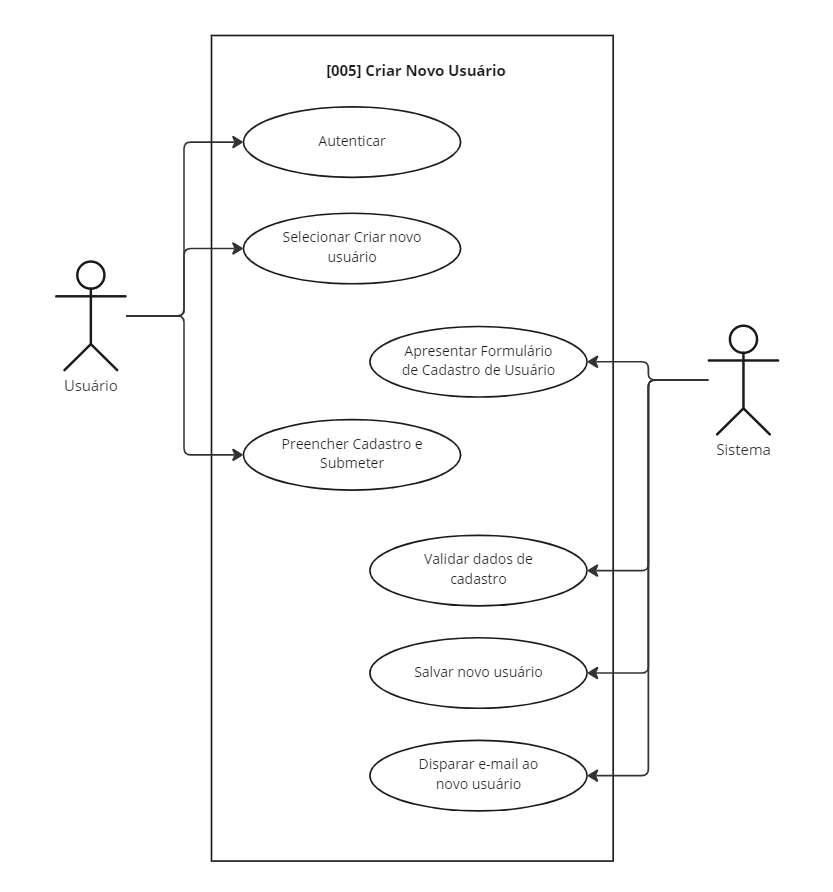 [005] Criar Novo Usuário
Autenticar
Selecionar Criar novo
usuário
Apresentar Formulário
de Cadastro de Usuário
Usuário
Preencher Cadastro e
Submeter
Sistema
Validar dados de
cadastro
Salvar novo usuário
Disparar e-mail ao
novo usuário